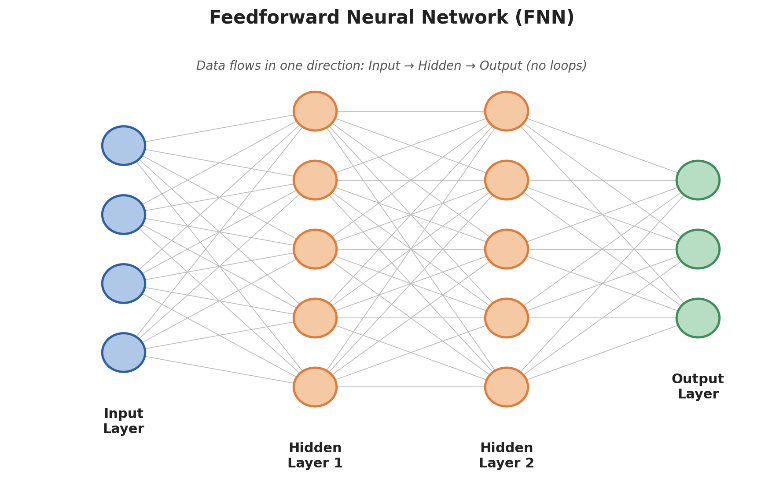 Feedforward Neural Network (FNN)
Data flows in one direction: Input → Hidden → Output (no loops)
Input
Layer
Hidden
Layer 1
Hidden
Layer 2
Output
Layer